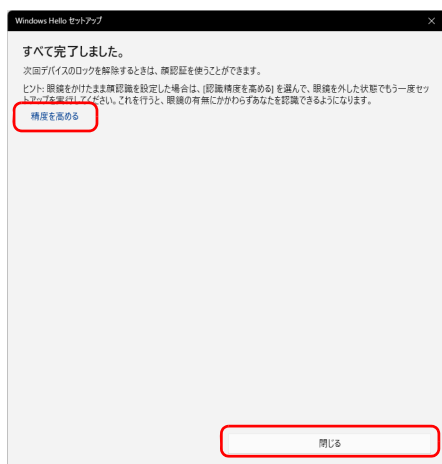 Windows Hello セットアップ
すべて完了しました。
次回デバイスのロックを解除するときは、顔認証を使うことができます。
ヒント: 眼鏡をかけたまま顔認識を設定した場合は、[認識精度を高める] を選んで、眼鏡を外した状態でもう一度セッ
トアップを実行してください。これを行うと、眼鏡の有無にかかわらずあなたを認識できるようになります。
精度を高める
閉じる